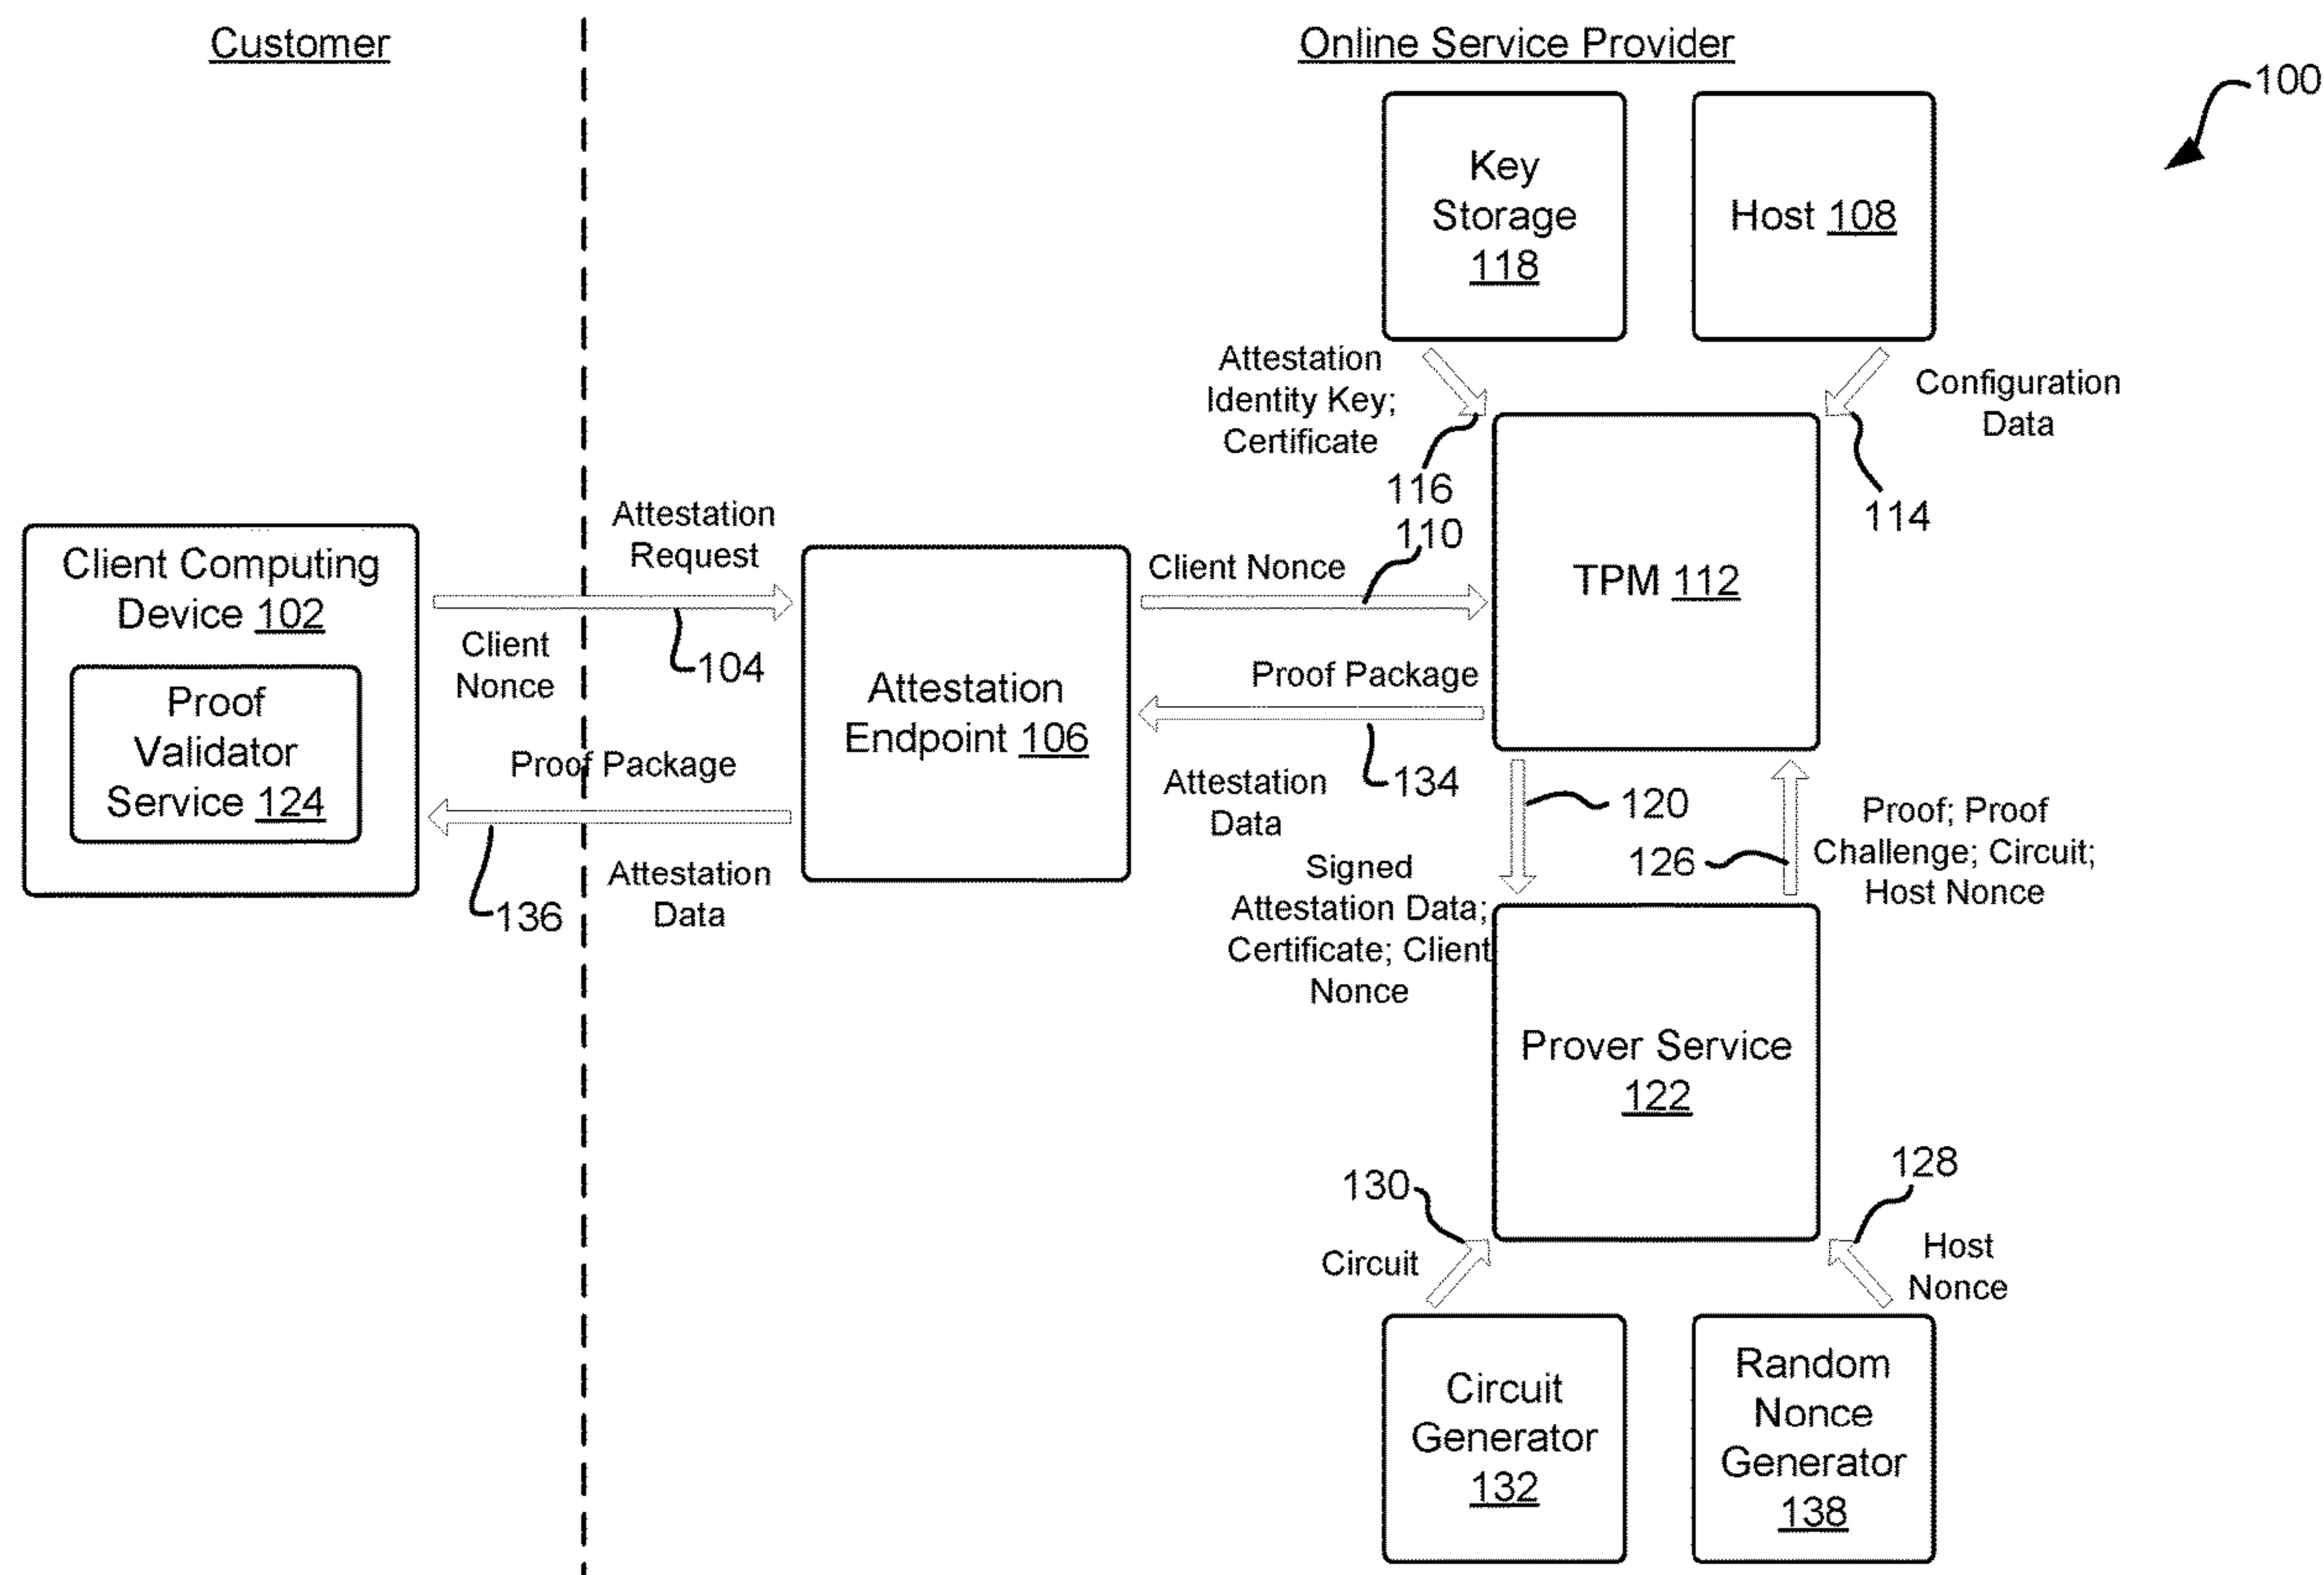 Customer
Online Service Provider
100
Key
Storage
118
Host 108
Attestation
Identity Key;
Certificate
116
Configuration
Data
114
Client Computing
Device 102
Proof
Validator
Service 124
Attestation
Request
Client
Nonce
104
Proof Package
136
Attestation
Data
Attestation
Endpoint 106
110
Client Nonce
Proof Package
134
Attestation
Data
TPM 112
120
Signed
Attestation Data;
Certificate; Client
Nonce
126
Proof; Proof
Challenge; Circuit;
Host Nonce
Prover Service
122
130
Circuit
128
Host
Nonce
Circuit
Generator
132
Random
Nonce
Generator
138